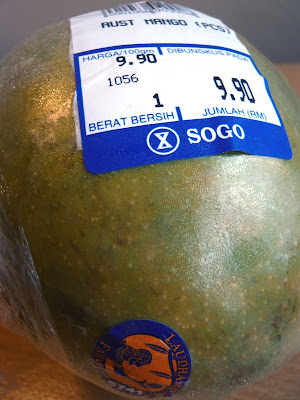 AUST MANGO (PCS)
HARGA/100gm DIBUNGKUS PADA
9.90
1056
9.90
1
BERAT BERSIH JUMLAH (RM)
SOGO